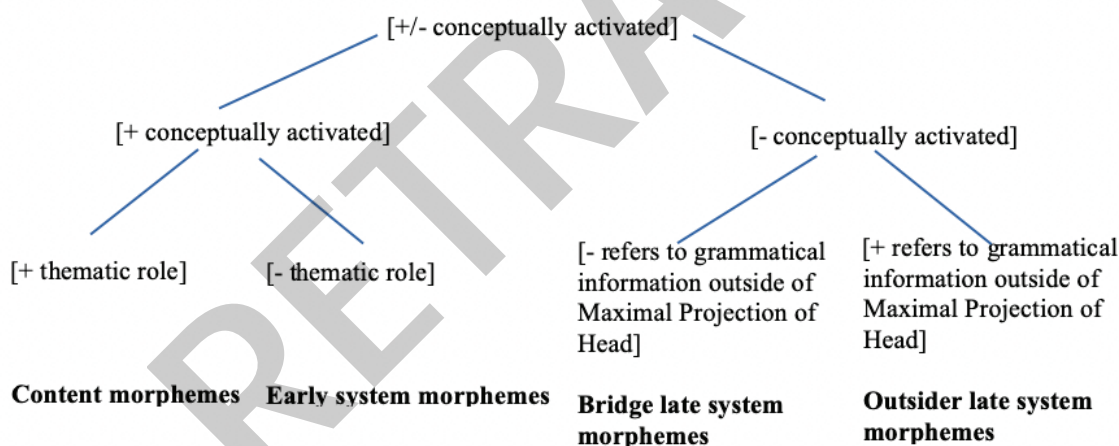 [+/- conceptually activated]
[+ conceptually activated]
[- conceptually activated]
[+ thematic role]
[- thematic role]
[- refers to grammatical
information outside of
Maximal Projection of
Head]
[+ refers to grammatical
information outside of
Maximal Projection of
Head]
Content morphemes
Early system morphemes
Bridge late system
morphemes
Outsider late system
morphemes
RETRA